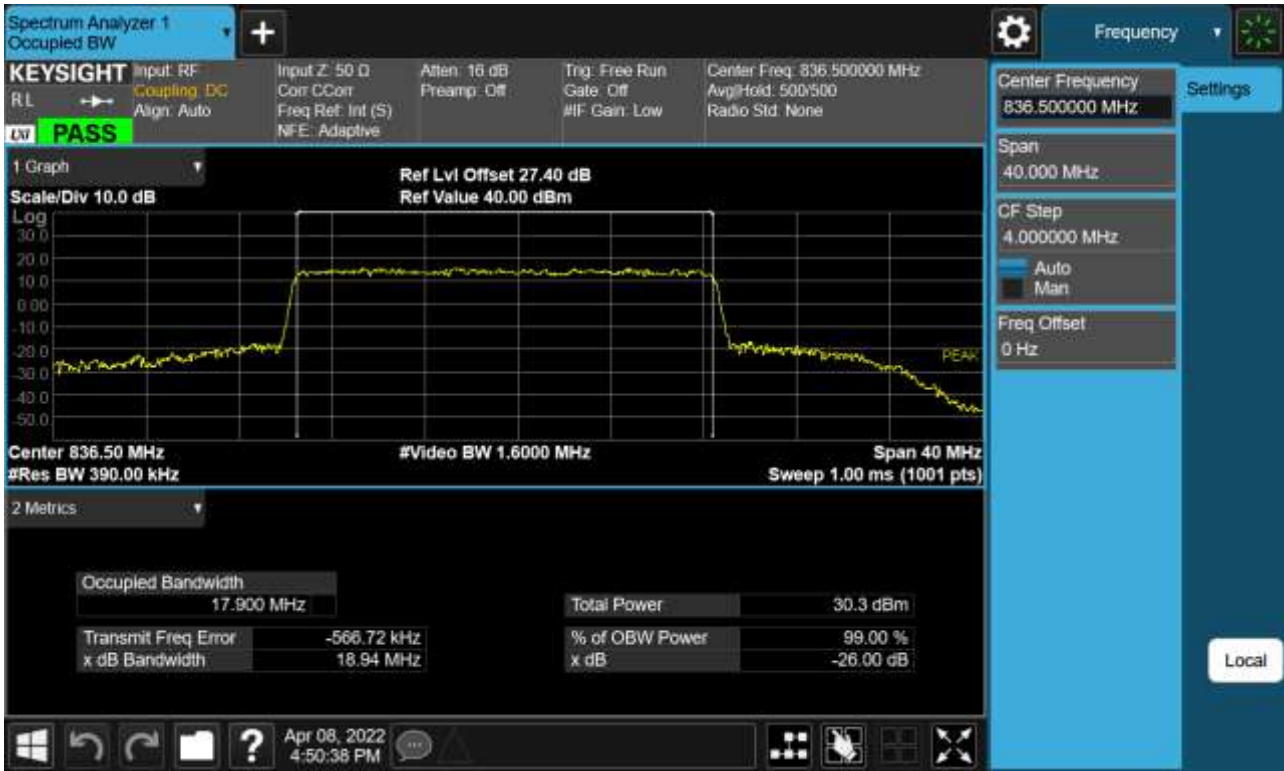 Spectrum Analyzer 1
Occupied BW
Frequency
KEYSIGHT
RL
PASS
Input: RF
Coupling: DC
Align: Auto
Input Z: 50 Ω
Corr CCorr
Freq Ref: Int (S)
NFE: Adaptive
Atten: 16 dB
Preamp: Off
Trig: Free Run
Gate: Off
#IF Gain: Low
Center Freq: 836.500000 MHz
Avg|Hold: 500/500
Radio Std: None
Center Frequency
836.500000 MHz
Settings
Span
40.000 MHz
CF Step
4.000000 MHz
Auto
Man
Freq Offset
0 Hz
1 Graph
Scale/Div 10.0 dB
Ref Lvl Offset 27.40 dB
Ref Value 40.00 dBm
Log
30.0
20.0
10.0
0.00
-10.0
-20.0
-30.0
-40.0
-50.0
PEAK
Center 836.50 MHz
#Video BW 1.6000 MHz
Span 40 MHz
#Res BW 390.00 kHz
Sweep 1.00 ms (1001 pts)
2 Metrics
Occupied Bandwidth
17.900 MHz
Total Power 30.3 dBm
Transmit Freq Error -566.72 kHz
% of OBW Power 99.00 %
x dB Bandwidth 18.94 MHz
x dB -26.00 dB
Local
?
Apr 08, 2022
4:50:38 PM